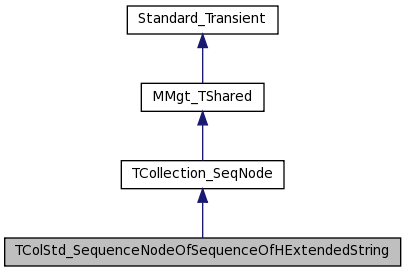 Standard_Transient
MMgt_TShared
TCollection_SeqNode
TColStd_SequenceNodeOfSequenceOfHExtendedString